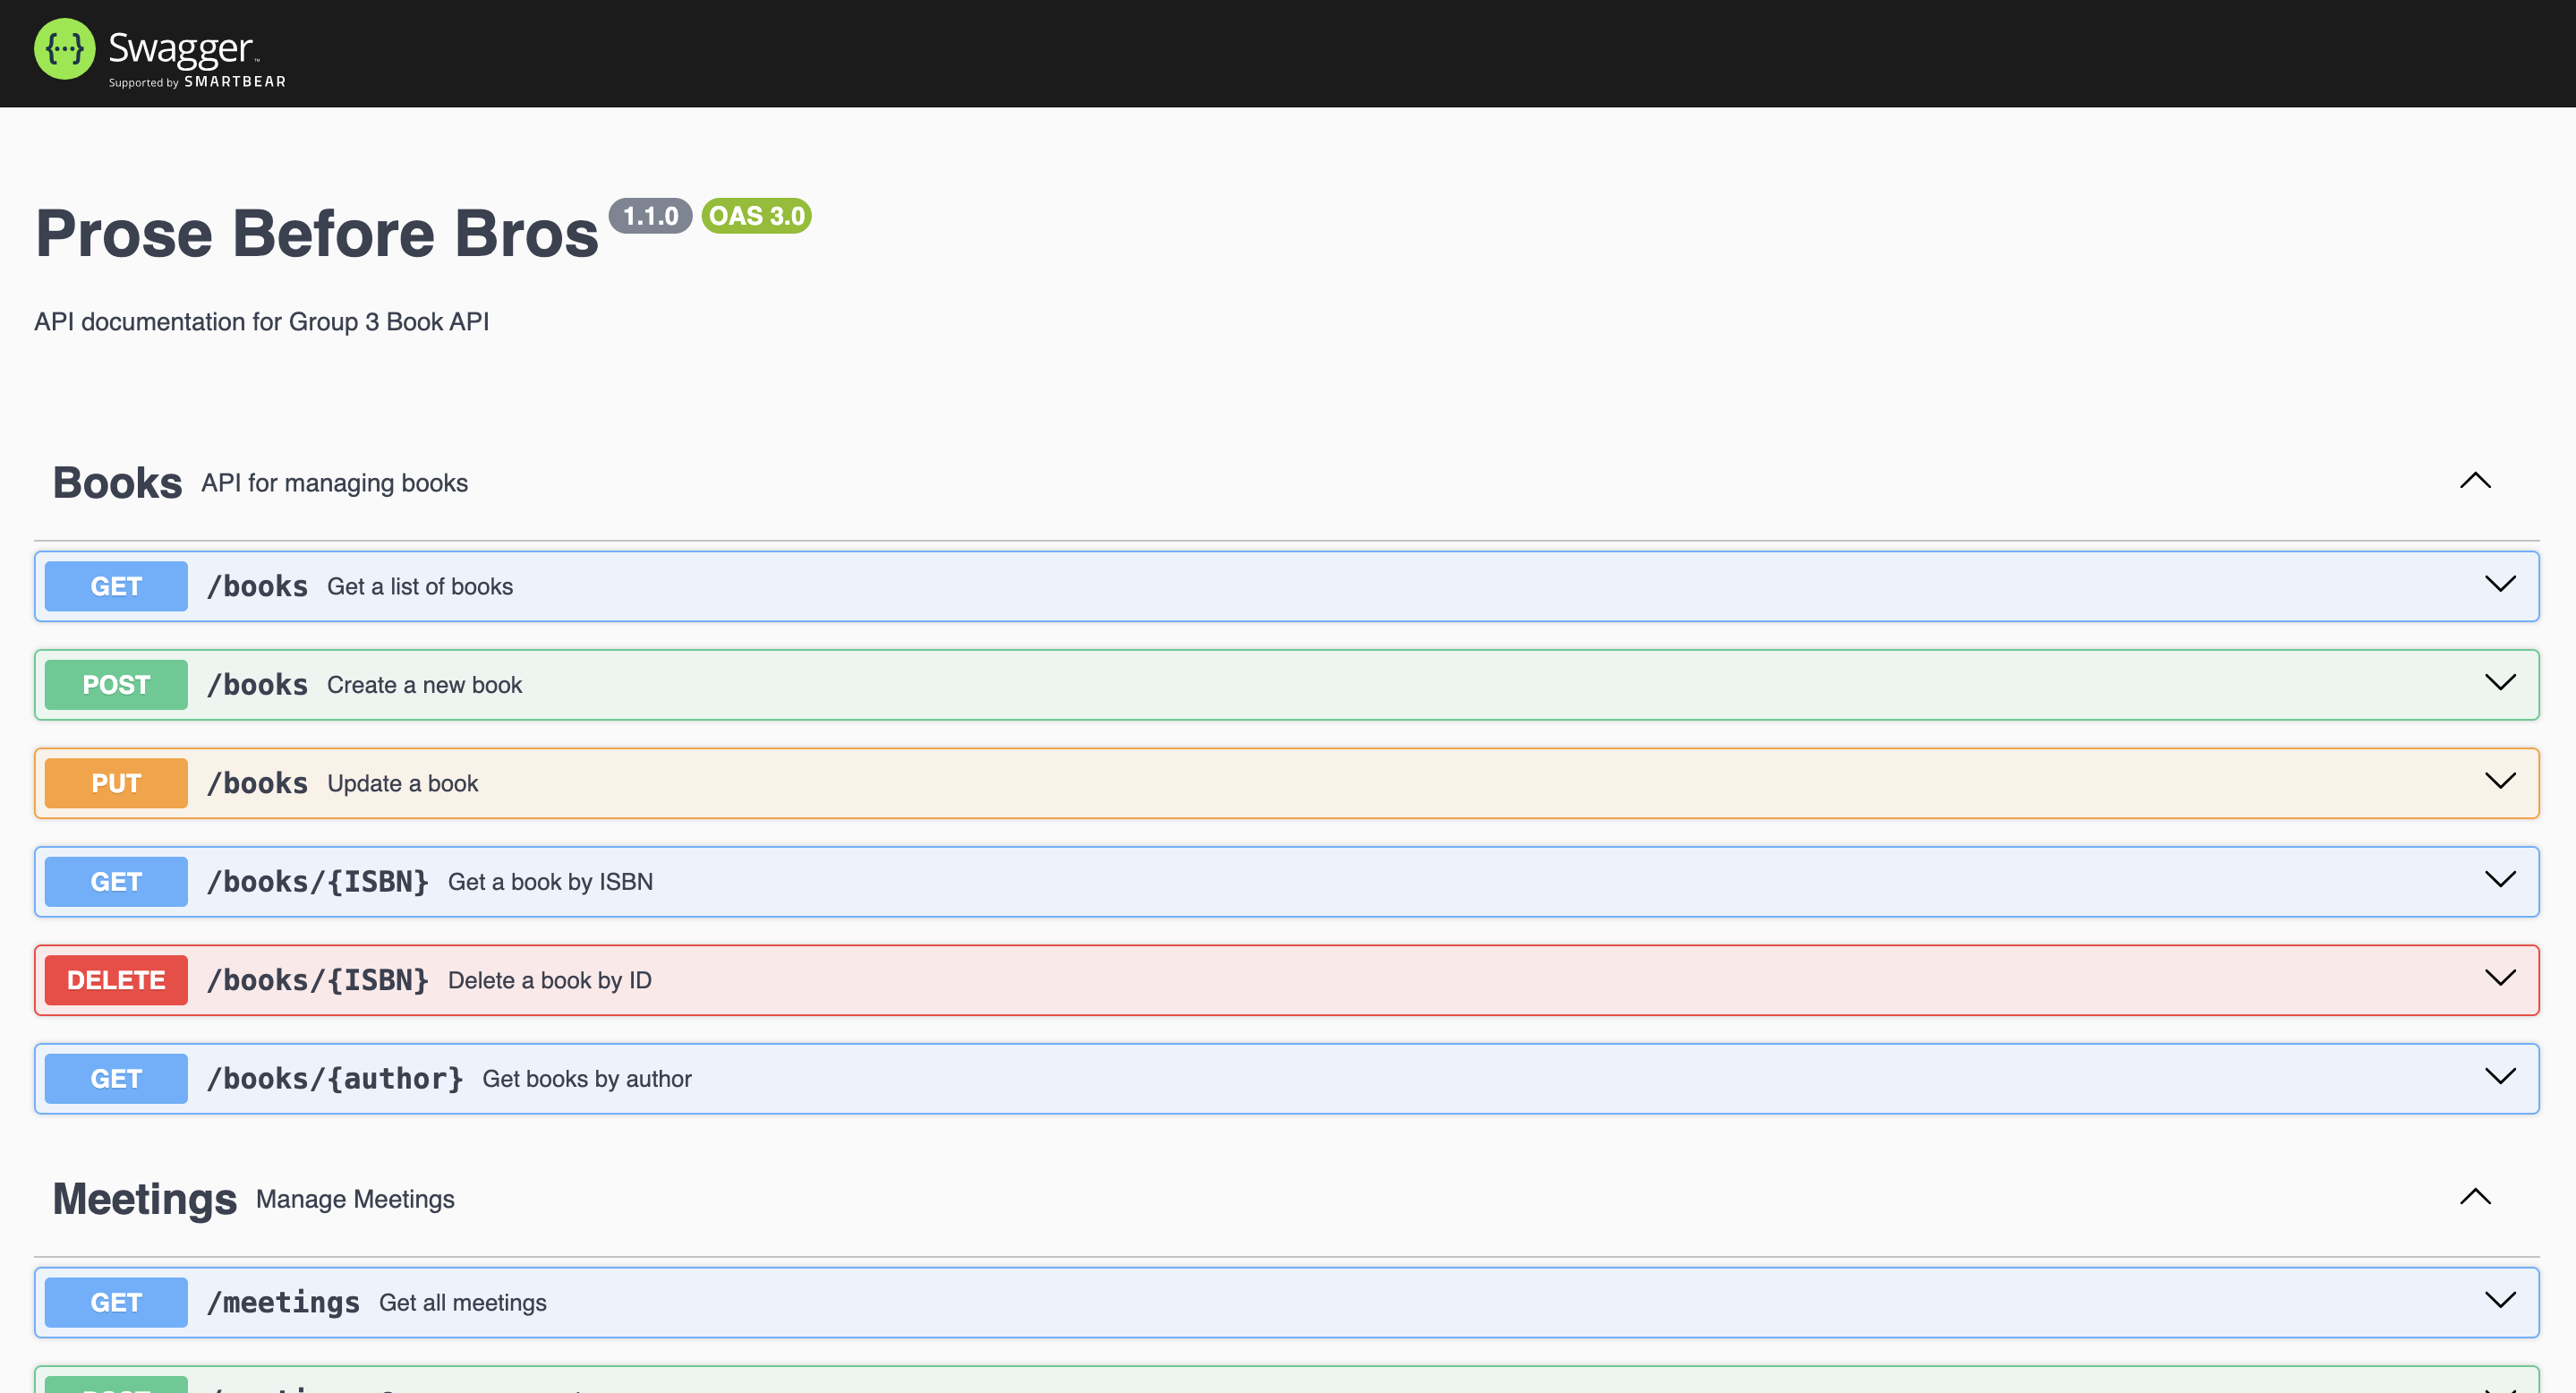 Swagger™
Supported by SMARTBEAR
Prose Before Bros 1.1.0 OAS 3.0
API documentation for Group 3 Book API
Books API for managing books
GET /books Get a list of books
POST /books Create a new book
PUT /books Update a book
GET /books/{ISBN} Get a book by ISBN
DELETE /books/{ISBN} Delete a book by ID
GET /books/{author} Get books by author
Meetings Manage Meetings
GET /meetings Get all meetings